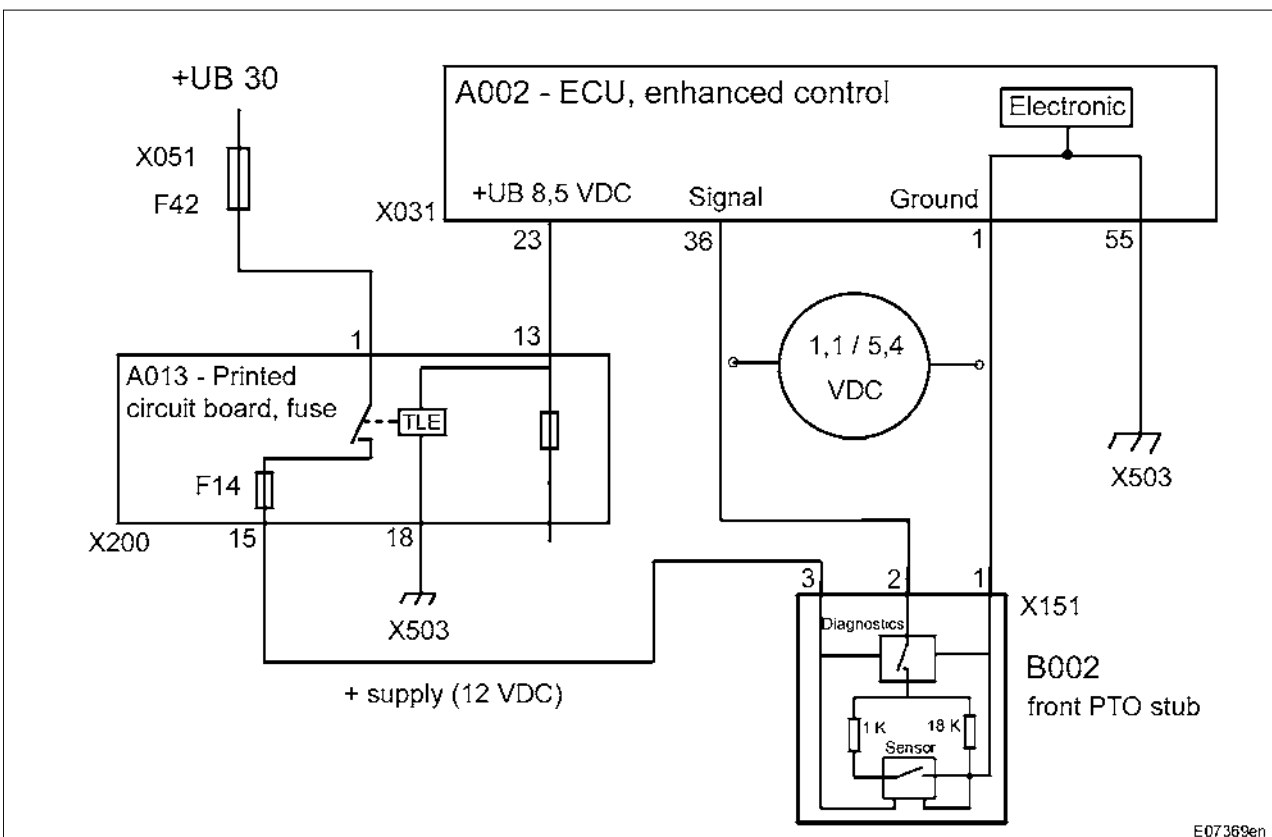 +UB 30
X051
F42
A002 - ECU, enhanced control
Electronic
+UB 8,5 VDC
Signal
Ground
X031
23
36
1
55
1,1 / 5,4
VDC
X503
1
13
A013 - Printed
circuit board, fuse
TLE
F14
X200
15
18
X503
+ supply (12 VDC)
3
2
1
X151
Diagnostics
B002
front PTO stub
1 K
18 K
Sensor
E07369en